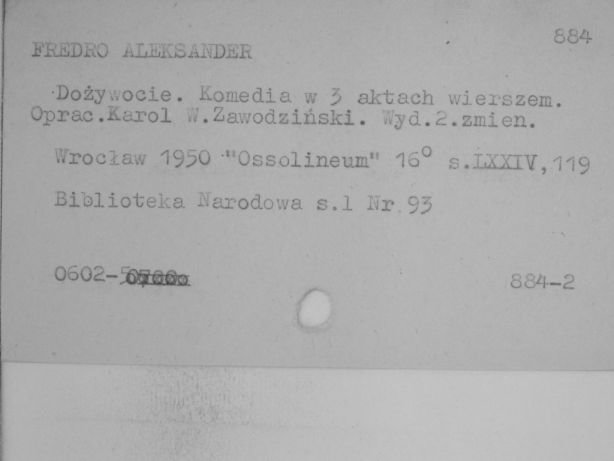 884
FREDRO ALEKSANDER
Dożywocie. Komedia w 3 aktach wierszem.
Oprac.Karol W.Zawodziński. Wyd.2.zmien.
Wrocław 1950 "Ossolineum" 16° s.LXXIV,119
Biblioteka Narodowa s.l Nr.93
0602-
884-2